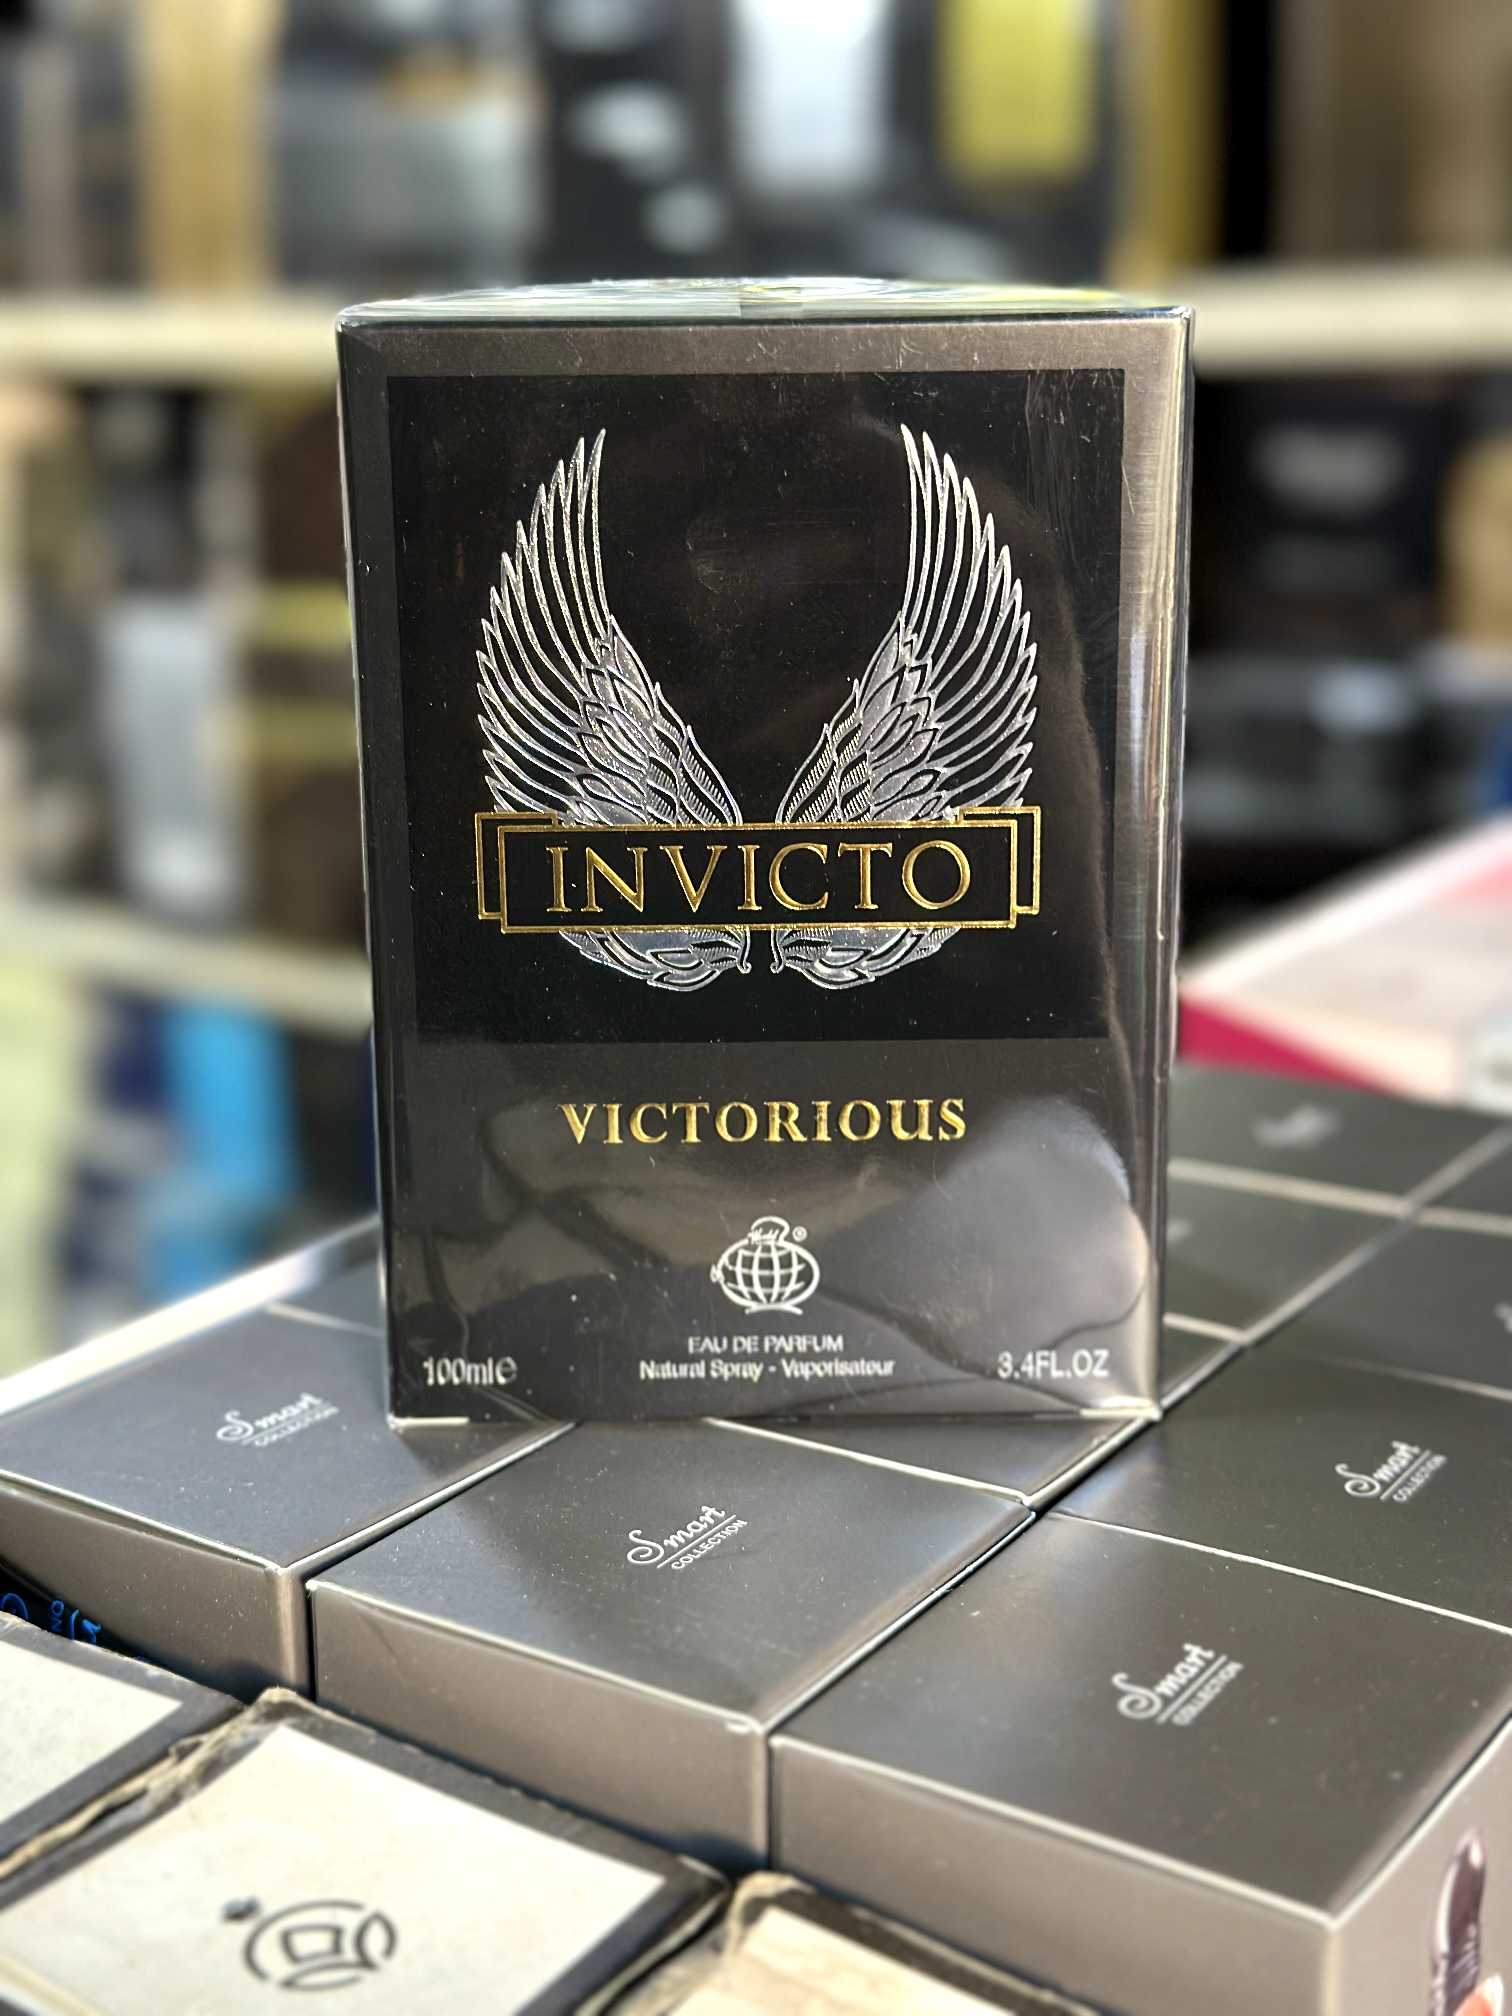 INVICTO
VICTORIOUS
EAU DE PARFUM
100ml℮ Natural Spray - Vaporisateur 3.4FL.OZ
Smart
COLLECTION
Smart
COLLECTION
Smart
COLLECTION
Smart
COLLECTION